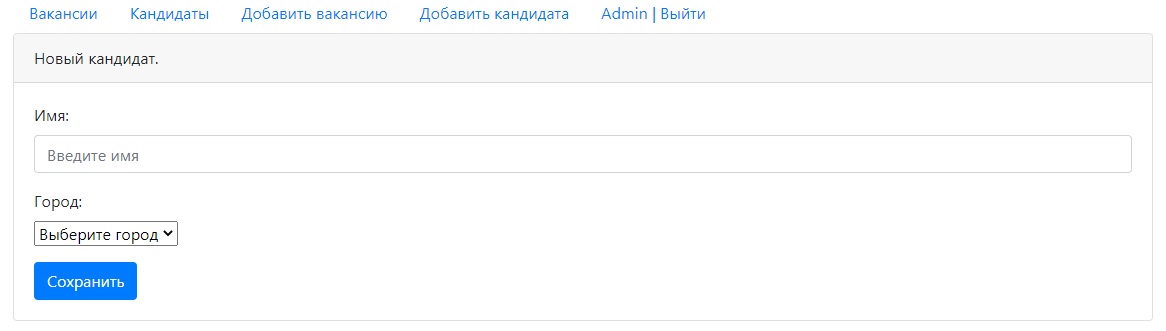 Вакансии Кандидаты Добавить вакансию Добавить кандидата Admin | Выйти
Новый кандидат.
Имя:
Введите имя
Город:
Выберите город
Сохранить